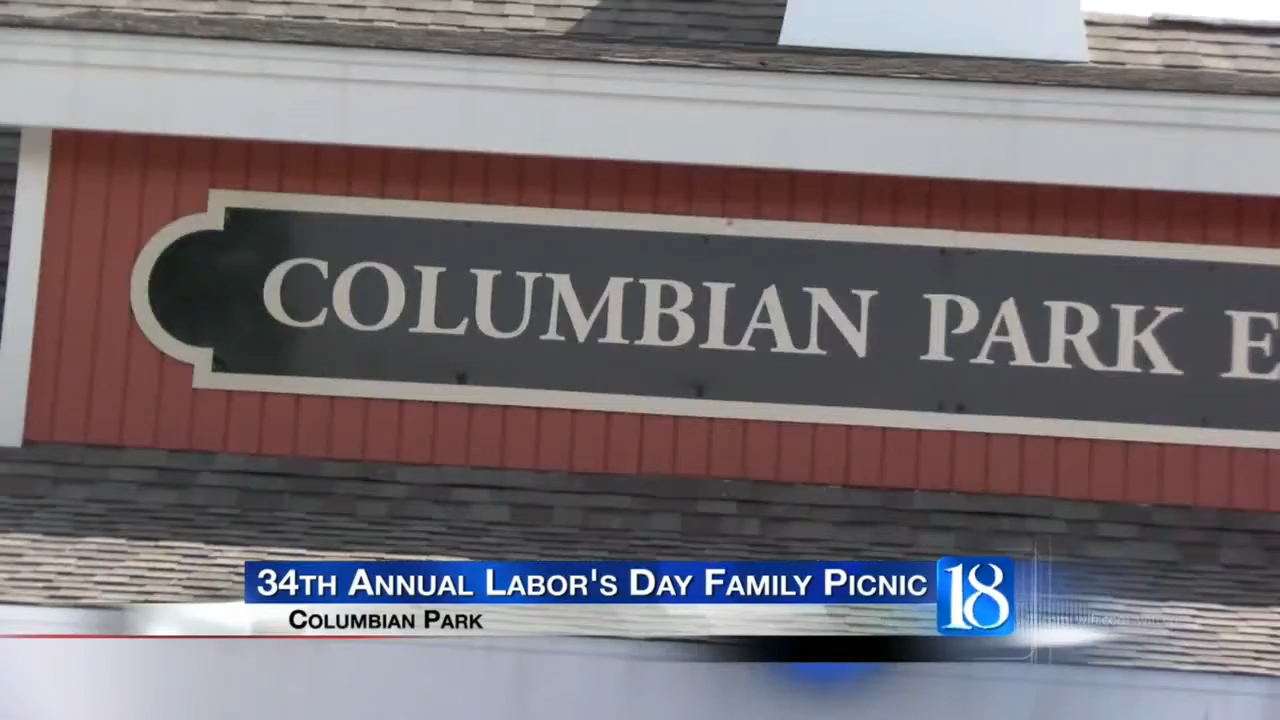 COLUMBIAN PARK E
34TH ANNUAL LABOR'S DAY FAMILY PICNIC
18
COLUMBIAN PARK